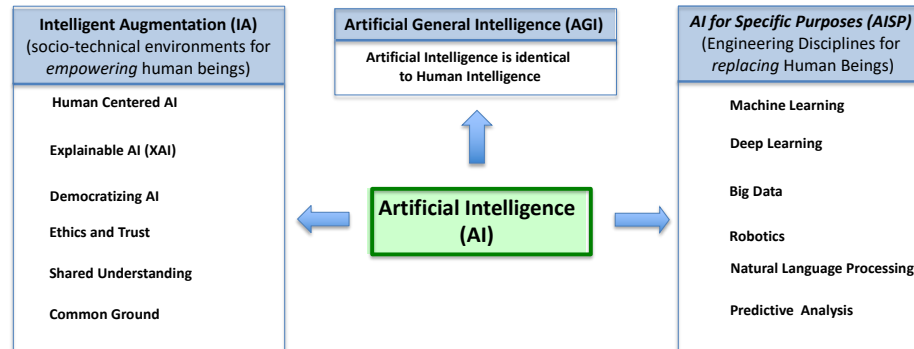 Intelligent Augmentation (IA)
(socio-technical environments for
empowering human beings)
Human Centered AI
Explainable AI (XAI)
Democratizing AI
Ethics and Trust
Shared Understanding
Common Ground
Artificial General Intelligence (AGI)
Artificial Intelligence is identical
to Human Intelligence
Artificial Intelligence
(AI)
AI for Specific Purposes (AISP)
(Engineering Disciplines for
replacing Human Beings)
Machine Learning
Deep Learning
Big Data
Robotics
Natural Language Processing
Predictive Analysis